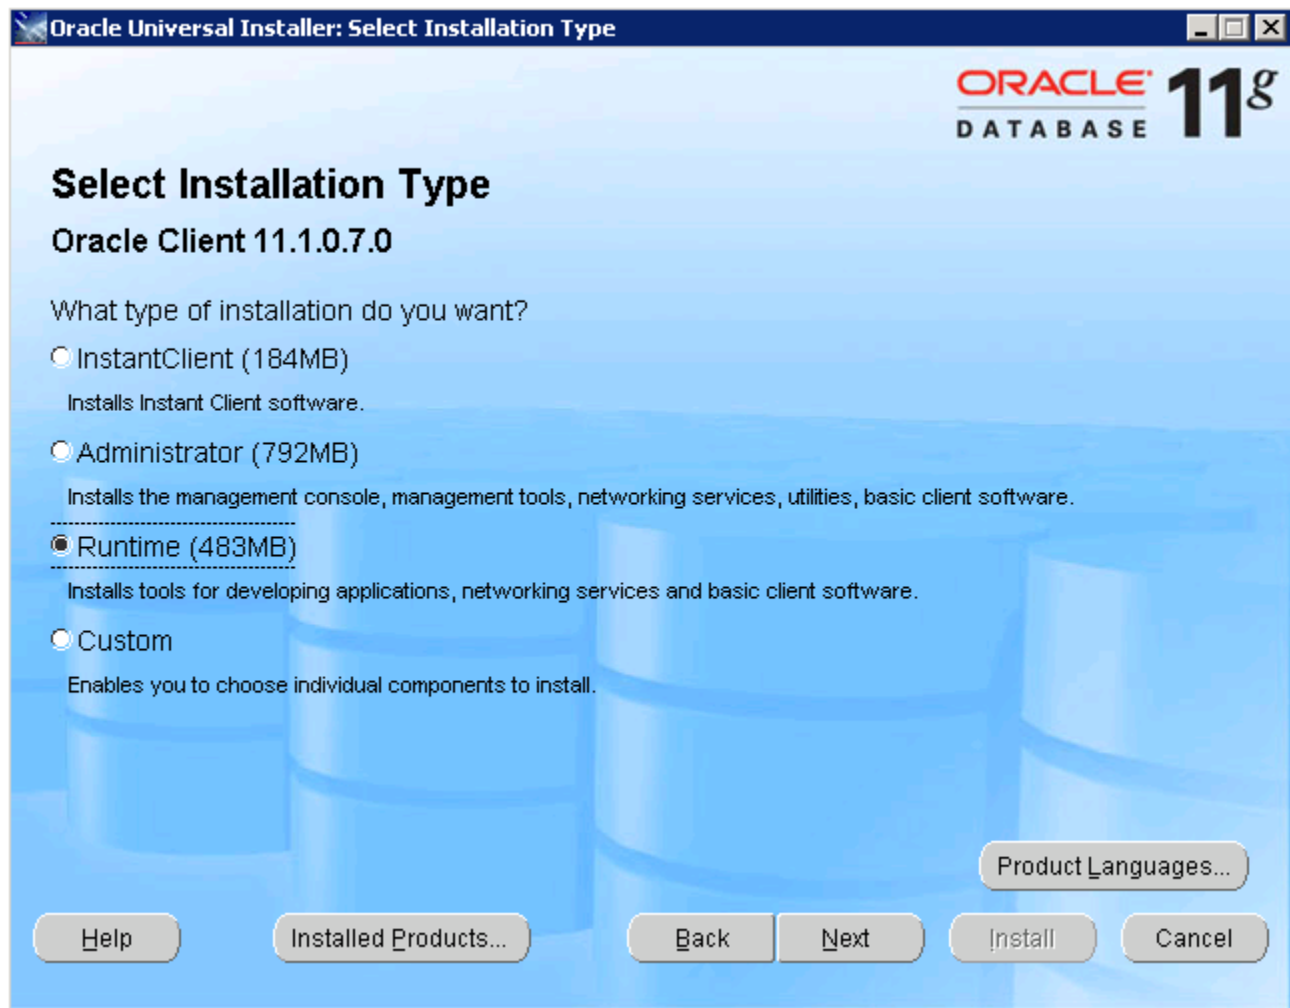 Oracle Universal Installer: Select Installation Type
ORACLE
DATABASE 11g
Select Installation Type
Oracle Client 11.1.0.7.0
What type of installation do you want?
InstantClient (184MB)
Installs Instant Client software.
Administrator (792MB)
Installs the management console, management tools, networking services, utilities, basic client software.
Runtime (483MB)
Installs tools for developing applications, networking services and basic client software.
Custom
Enables you to choose individual components to install.
Product Languages...
Help Installed Products... Back Next Install Cancel